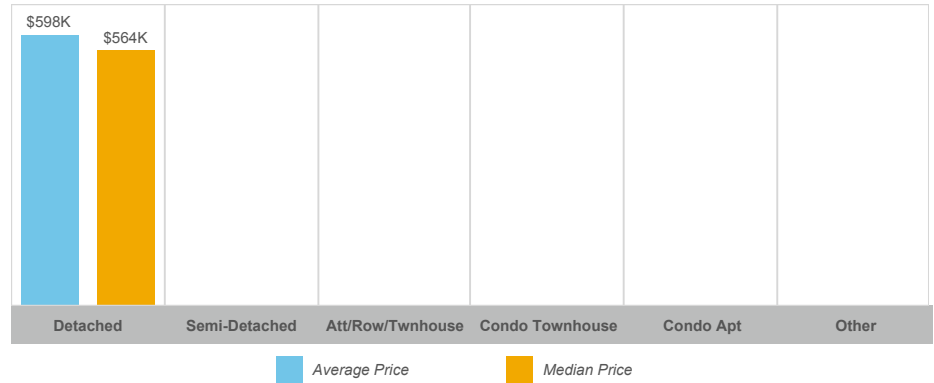 $598K
$564K
Detached Semi-Detached Att/Row/Twnhouse Condo Townhouse Condo Apt Other
Average Price Median Price